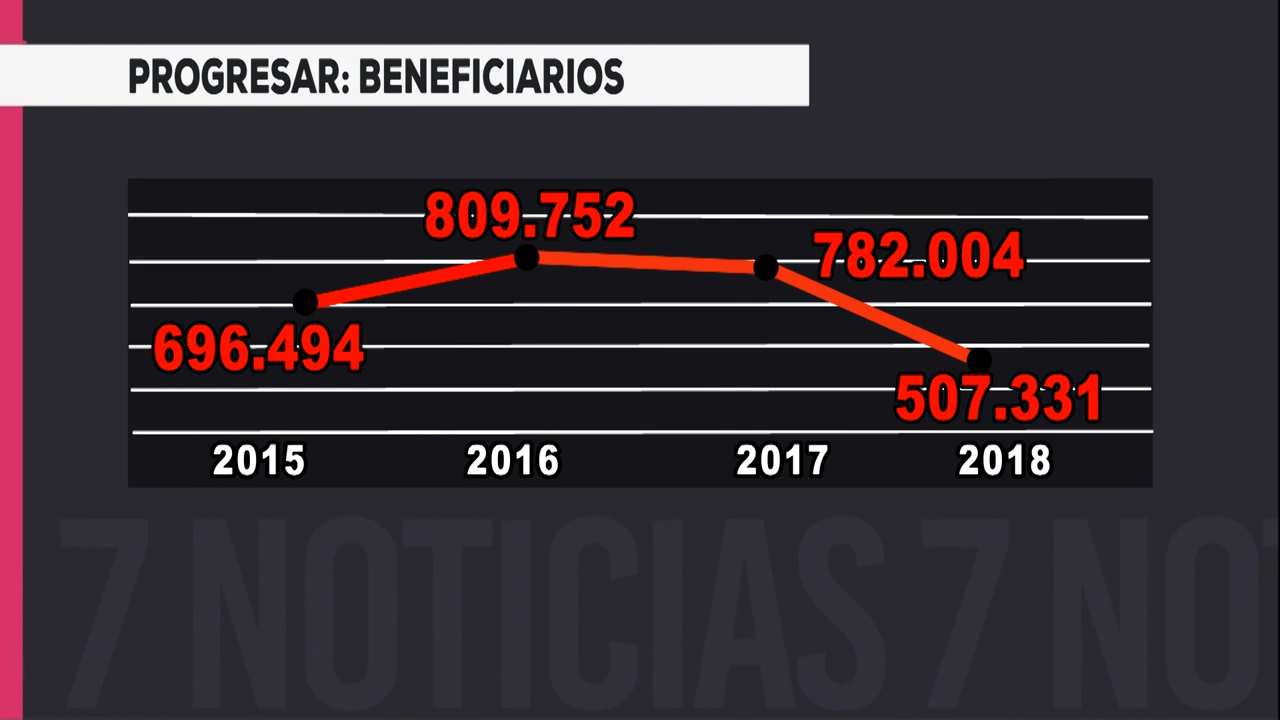 PROGRESAR: BENEFICIARIOS
809.752
782.004
696.494
507.331
2015 2016 2017 2018
7 NOTICIAS 7 NO